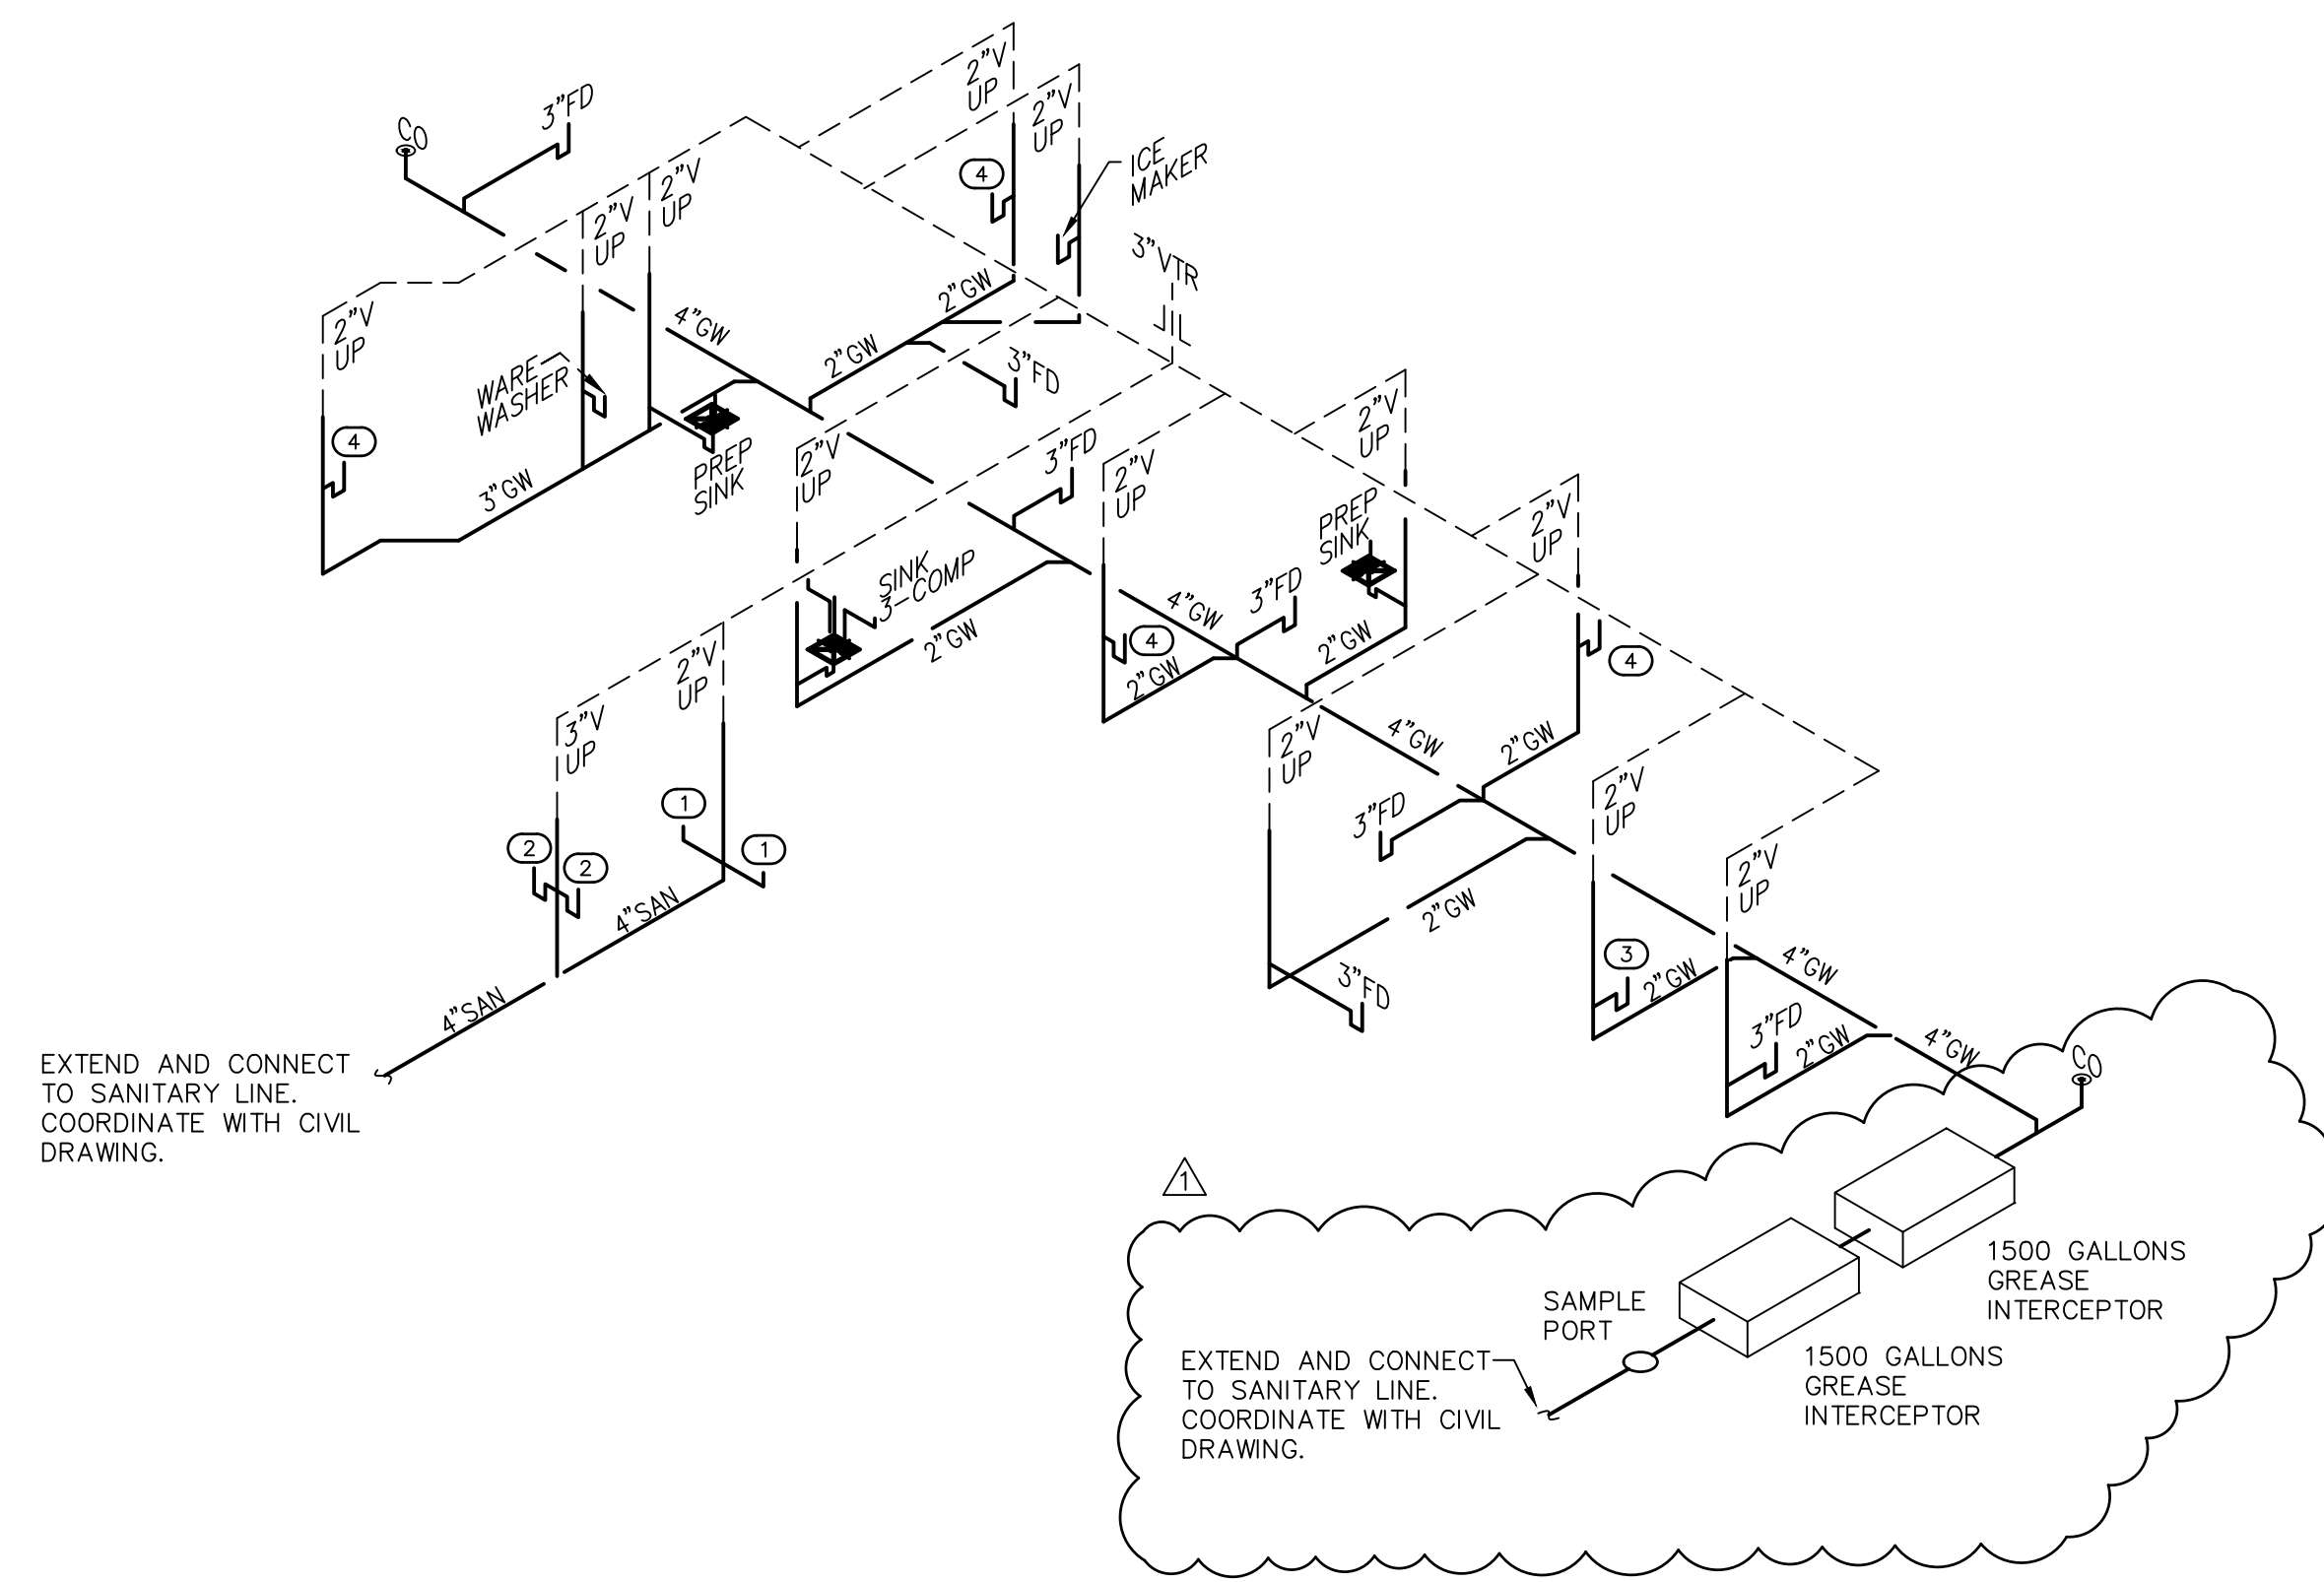 2"V
UP
2"V
UP
3"FD
CO
ICE
MAKER
4
2"V
UP
2"V
UP
3"VTR
2"V
UP
4"GW
2"GW
2"GW
3"FD
WARE
WASHER
4
3"GW
PREP
SINK
2"V
UP
3"FD
2"V
UP
2"V
UP
PREP
SINK
2"V
UP
SINK
3-COMP
2"GW
4
4"GW
3"FD
2"GW
2"GW
4
3"V
UP
2"V
UP
2"V
UP
4"GW
2"GW
1
1
2
2
3"FD
2"V
UP
2"V
UP
4"SAN
4"SAN
2"GW
3"FD
3
2"GW
4"GW
3"FD
2"GW
4"GW
CO
EXTEND AND CONNECT
TO SANITARY LINE.
COORDINATE WITH CIVIL
DRAWING.
1
1500 GALLONS
GREASE
INTERCEPTOR
SAMPLE
PORT
1500 GALLONS
GREASE
INTERCEPTOR
EXTEND AND CONNECT
TO SANITARY LINE.
COORDINATE WITH CIVIL
DRAWING.